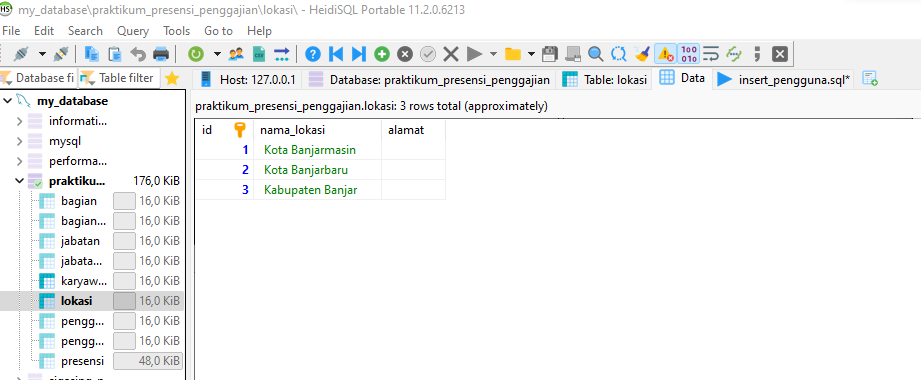 my_database\praktikum_presensi_penggajian\lokasi\ - HeidiSQL Portable 11.2.0.6213
File Edit Search Query Tools Go to Help
Database fi Table filter Host: 127.0.0.1 Database: praktikum_presensi_penggajian Table: lokasi Data insert_pengguna.sql*
my_database
informati...
mysql
performa...
praktiku... 176,0 KiB
bagian 16,0 KiB
bagian... 16,0 KiB
jabatan 16,0 KiB
jabata... 16,0 KiB
karyaw... 16,0 KiB
lokasi 16,0 KiB
pengg... 16,0 KiB
pengg... 16,0 KiB
presensi 48,0 KiB
praktikum_presensi_penggajian.lokasi: 3 rows total (approximately)
id nama_lokasi alamat
1 Kota Banjarmasin
2 Kota Banjarbaru
3 Kabupaten Banjar